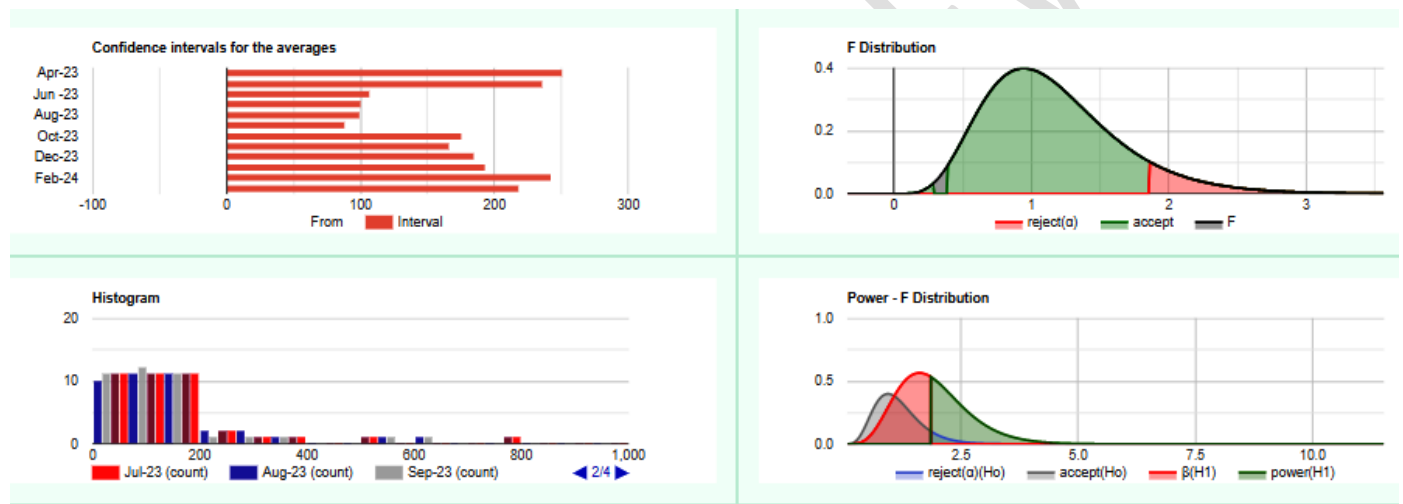 Confidence intervals for the averages
Apr-23
Jun -23
Aug-23
Oct-23
Dec-23
Feb-24
-100 0 100 200 300
From Interval
F Distribution
0.4
0.2
0.0
0 1 2 3
reject(α) accept F
Histogram
20
10
0
0 200 400 600 800 1,000
Jul-23 (count) Aug-23 (count) Sep-23 (count) 2/4
Power - F Distribution
1.0
0.5
0.0
2.5 5.0 7.5 10.0
reject(α)(Ho) accept(Ho) β(H1) power(H1)